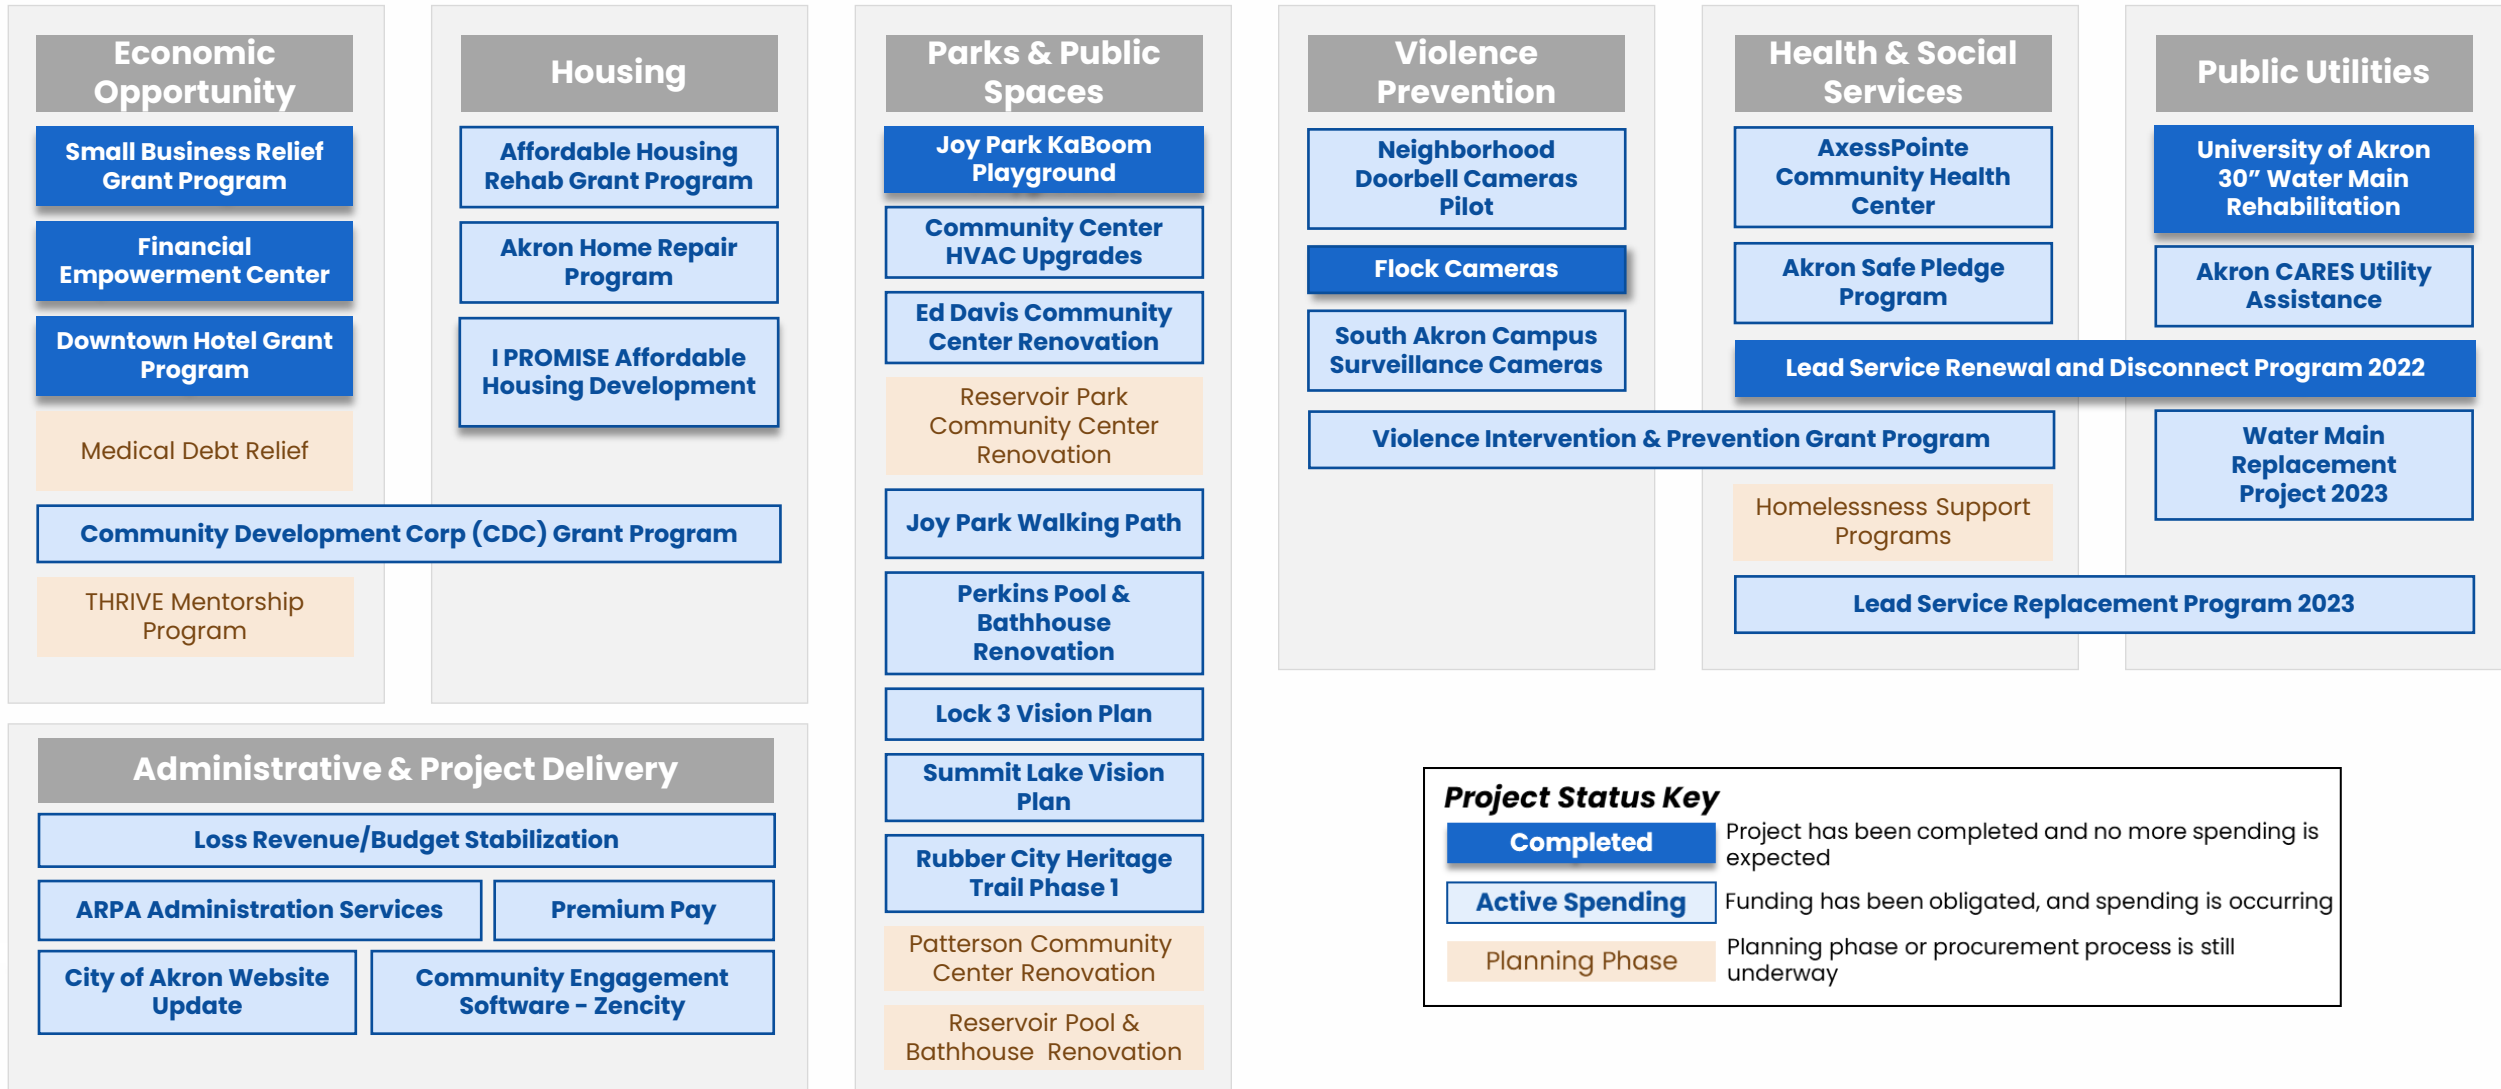 Economic
Opportunity
Small Business Relief
Grant Program
Financial
Empowerment Center
Downtown Hotel Grant
Program
Medical Debt Relief
Community Development Corp (CDC) Grant Program
THRIVE Mentorship
Program
Housing
Affordable Housing
Rehab Grant Program
Akron Home Repair
Program
I PROMISE Affordable
Housing Development
Administrative & Project Delivery
Loss Revenue/Budget Stabilization
ARPA Administration Services
Premium Pay
City of Akron Website
Update
Community Engagement
Software – Zencity
Parks & Public
Spaces
Joy Park KaBoom
Playground
Community Center
HVAC Upgrades
Ed Davis Community
Center Renovation
Reservoir Park
Community Center
Renovation
Joy Park Walking Path
Perkins Pool &
Bathhouse
Renovation
Lock 3 Vision Plan
Summit Lake Vision
Plan
Rubber City Heritage
Trail Phase 1
Patterson Community
Center Renovation
Reservoir Pool &
Bathhouse Renovation
Violence
Prevention
Neighborhood
Doorbell Cameras
Pilot
Flock Cameras
South Akron Campus
Surveillance Cameras
Violence Intervention & Prevention Grant Program
Health & Social
Services
AxessPointe
Community Health
Center
Akron Safe Pledge
Program
Lead Service Renewal and Disconnect Program 2022
Homelessness Support
Programs
Lead Service Replacement Program 2023
Public Utilities
University of Akron
30” Water Main
Rehabilitation
Akron CARES Utility
Assistance
Water Main
Replacement
Project 2023
Project Status Key
Completed
Project has been completed and no more spending is
expected
Active Spending
Funding has been obligated, and spending is occurring
Planning Phase
Planning phase or procurement process is still
underway